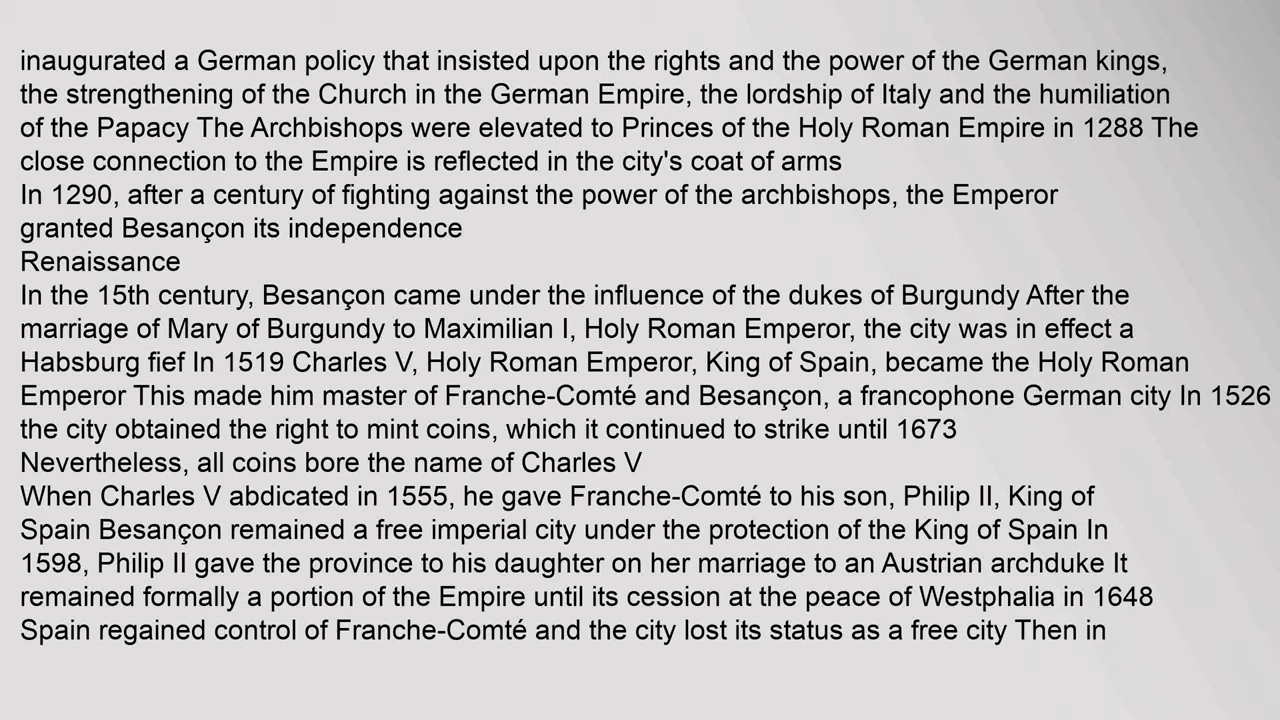 inaugurated a German policy that insisted upon the rights and the power of the German kings,
the strengthening of the Church in the German Empire, the lordship of Italy and the humiliation
of the Papacy The Archbishops were elevated to Princes of the Holy Roman Empire in 1288 The
close connection to the Empire is reflected in the city's coat of arms
In 1290, after a century of fighting against the power of the archbishops, the Emperor
granted Besançon its independence
Renaissance
In the 15th century, Besançon came under the influence of the dukes of Burgundy After the
marriage of Mary of Burgundy to Maximilian I, Holy Roman Emperor, the city was in effect a
Habsburg fief In 1519 Charles V, Holy Roman Emperor, King of Spain, became the Holy Roman
Emperor This made him master of Franche-Comté and Besançon, a francophone German city In 1526
the city obtained the right to mint coins, which it continued to strike until 1673
Nevertheless, all coins bore the name of Charles V
When Charles V abdicated in 1555, he gave Franche-Comté to his son, Philip II, King of
Spain Besançon remained a free imperial city under the protection of the King of Spain In
1598, Philip II gave the province to his daughter on her marriage to an Austrian archduke It
remained formally a portion of the Empire until its cession at the peace of Westphalia in 1648
Spain regained control of Franche-Comté and the city lost its status as a free city Then in